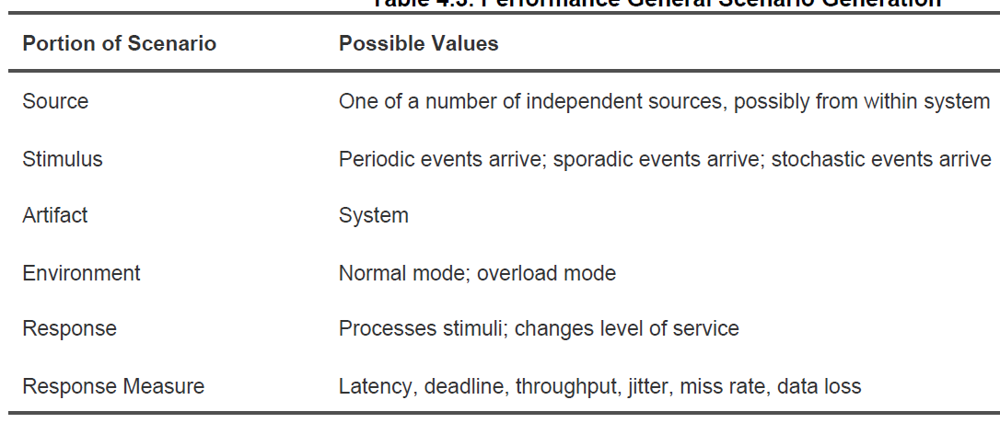 Table 4.3. Performance General Scenario Generation
Portion of Scenario Possible Values
Source One of a number of independent sources, possibly from within system
Stimulus Periodic events arrive; sporadic events arrive; stochastic events arrive
Artifact System
Environment Normal mode; overload mode
Response Processes stimuli; changes level of service
Response Measure Latency, deadline, throughput, jitter, miss rate, data loss